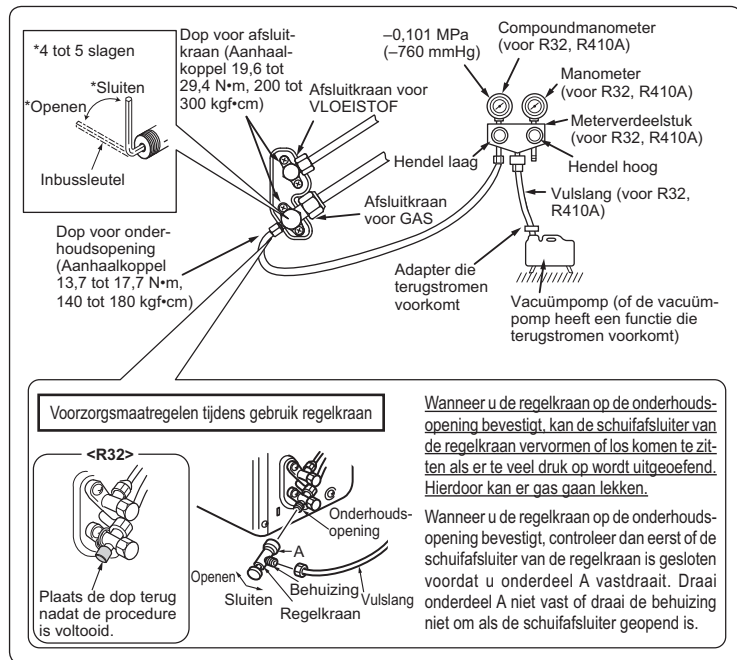 *4 tot 5 slagen
*Sluiten
*Openen
Inbussleutel
Dop voor afsluit-
kraan (Aanhaal-
koppel 19,6 tot
29,4 N•m, 200 tot
300 kgf•cm)
Afsluitkraan voor
VLOEISTOF
Afsluitkraan
voor GAS
Dop voor onder-
houdsopening
(Aanhaalkoppel
13,7 tot 17,7 N•m,
140 tot 180 kgf•cm)
–0,101 MPa
(–760 mmHg)
Compoundmanometer
(voor R32, R410A)
Manometer
(voor R32, R410A)
Meterverdeelstuk
(voor R32, R410A)
Hendel laag
Hendel hoog
Vulslang (voor R32,
R410A)
Adapter die
terugstromen
voorkomt
Vacuümpomp (of de vacuüm-
pomp heeft een functie die
terugstromen voorkomt)
Voorzorgsmaatregelen tijdens gebruik regelkraan
<R32>
Plaats de dop terug
nadat de procedure
is voltooid.
Onderhouds-
opening
A
Openen
Sluiten
Behuizing
Regelkraan
Vulslang
Wanneer u de regelkraan op de onderhouds-
opening bevestigt, kan de schuifafsluiter van
de regelkraan vervormen of los komen te zit-
ten als er te veel druk op wordt uitgeoefend.
Hierdoor kan er gas gaan lekken.
Wanneer u de regelkraan op de onderhouds-
opening bevestigt, controleer dan eerst of de
schuifafsluiter van de regelkraan is gesloten
voordat u onderdeel A vastdraait. Draai
onderdeel A niet vast of draai de behuizing
niet om als de schuifafsluiter geopend is.